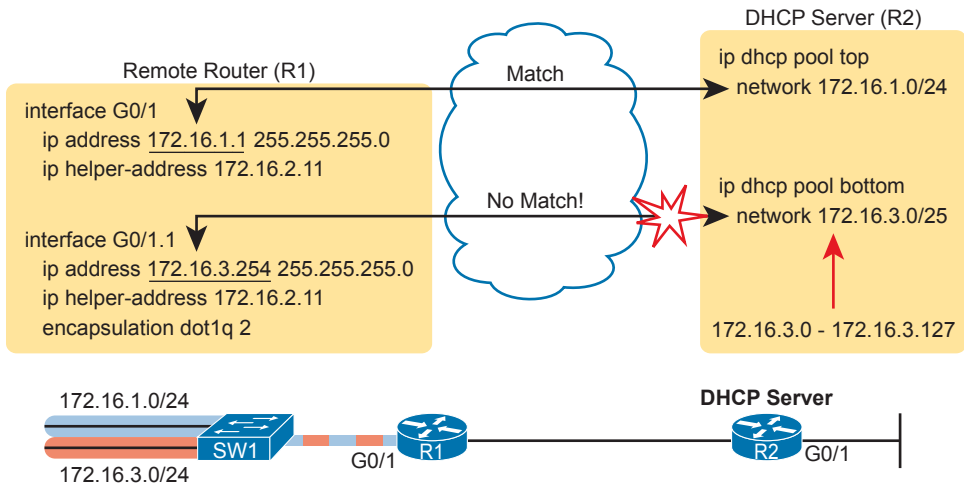 Remote Router (R1)
interface G0/1
ip address 172.16.1.1 255.255.255.0
ip helper-address 172.16.2.11
interface G0/1.1
ip address 172.16.3.254 255.255.255.0
ip helper-address 172.16.2.11
encapsulation dot1q 2
Match
No Match!
DHCP Server (R2)
ip dhcp pool top
network 172.16.1.0/24
ip dhcp pool bottom
network 172.16.3.0/25
172.16.3.0 - 172.16.3.127
172.16.1.0/24
172.16.3.0/24
SW1
G0/1
R1
DHCP Server
R2
G0/1